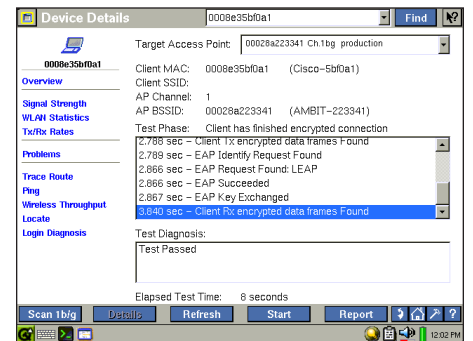 Device Details
0008e35bf0a1
Find
Target Access Point:
00028a223341 Ch.1bg production
0008e35bf0a1
Client MAC: 0008e35bf0a1 (Cisco-5bf0a1)
Client SSID:
AP Channel: 1
AP BSSID: 00028a223341 (AMBIT-223341)
Test Phase: Client has finished encrypted connection
Overview
Signal Strength
WLAN Statistics
Tx/Rx Rates
Problems
Trace Route
Ping
Wireless Throughput
Locate
Login Diagnosis
2.788 sec – Client Tx encrypted data frames Found
2.789 sec – EAP Identify Request Found
2.866 sec – EAP Request Found: LEAP
2.866 sec – EAP Succeeded
2.867 sec – EAP Key Exchanged
3.840 sec – Client Rx encrypted data frames Found
Test Diagnosis:
Test Passed
Elapsed Test Time: 8 seconds
Scan 1b/g
Details
Refresh
Start
Report
?
12:02 PM